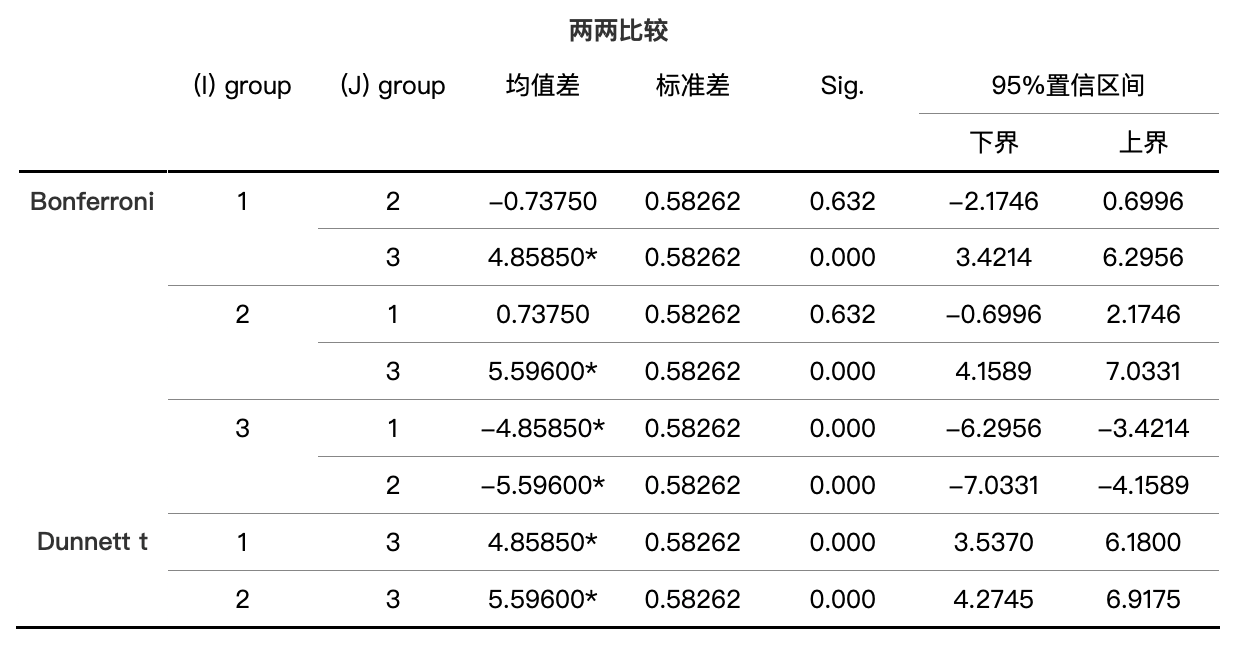 两两比较
(I) group (J) group 均值差 标准差 Sig. 95%置信区间
下界 上界
Bonferroni 1 2 −0.73750 0.58262 0.632 −2.1746 0.6996
3 4.85850* 0.58262 0.000 3.4214 6.2956
2 1 0.73750 0.58262 0.632 −0.6996 2.1746
3 5.59600* 0.58262 0.000 4.1589 7.0331
3 1 −4.85850* 0.58262 0.000 −6.2956 −3.4214
2 −5.59600* 0.58262 0.000 −7.0331 −4.1589
Dunnett t 1 3 4.85850* 0.58262 0.000 3.5370 6.1800
2 3 5.59600* 0.58262 0.000 4.2745 6.9175